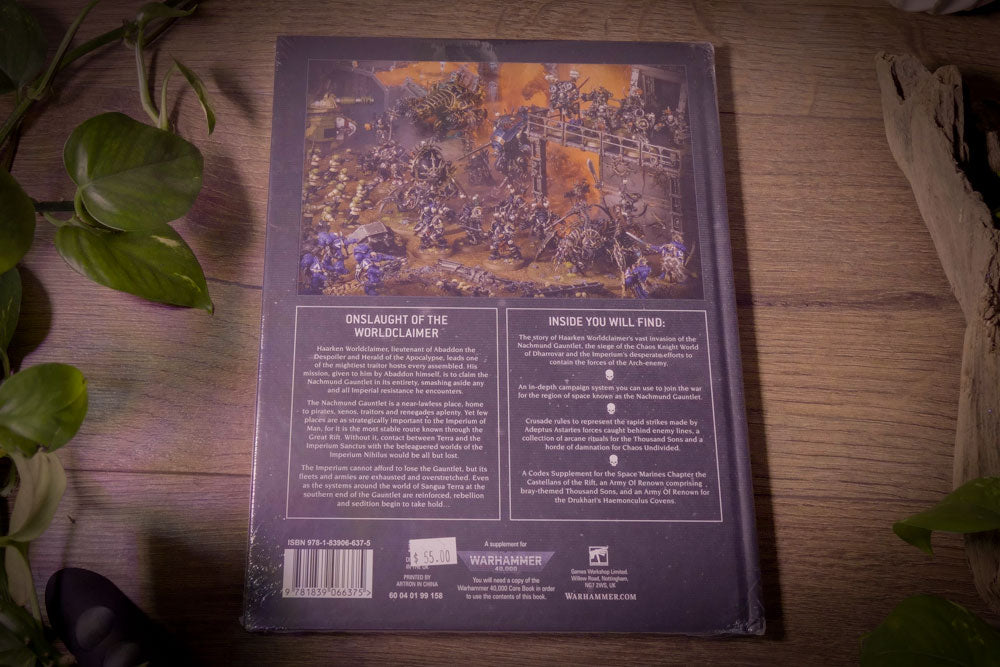 ONSLAUGHT OF THE
WORLDCLAIMER
Haarken Worldclaimer, lieutenant of Abaddon the
Despoiler and Herald of the Apocalypse, leads one
of the mightiest traitor hosts every assembled. His
mission, given to him by Abaddon himself, is to claim the
Nachmund Gauntlet in its entirety, smashing aside any
and all Imperial resistance he encounters.
The Nachmund Gauntlet is a near-lawless place, home
to pirates, xenos, traitors and renegades aplenty. Yet few
places are as strategically important to the Imperium of
Man, for it is the most stable route known through the
Great Rift. Without it, contact between Terra and the
Imperium Sanctus with the beleaguered worlds of the
Imperium Nihilus would be all but lost.
The Imperium cannot afford to lose the Gauntlet, but its
fleets and armies are exhausted and overstretched. Even
as the systems around the world of Sangua Terra at the
southern end of the Gauntlet are reinforced, rebellion
and sedition begin to take hold...
INSIDE YOU WILL FIND:
The story of Haarken Worldclaimer's vast invasion of the
Nachmund Gauntlet, the siege of the Chaos Knight World
of Dharrovar and the Imperium's desperate efforts to
contain the forces of the Arch-enemy.
An in-depth campaign system you can use to join the war
for the region of space known as the Nachmund Gauntlet.
Crusade rules to represent the rapid strikes made by
Adeptus Astartes forces caught behind enemy lines, a
collection of arcane rituals for the Thousand Sons and a
horde of damnation for Chaos Undivided.
A Codex Supplement for the Space Marines Chapter the
Castellans of the Rift, an Army Of Renown comprising
bray-themed Thousand Sons, and an Army Of Renown for
the Drukhari's Haemonculus Covens.
ISBN 978-1-83906-637-5
9 781839 066375>
$ 55.00
IN THE UK
PRINTED BY
ARTRON IN CHINA
60 04 01 99 158
A supplement for
WARHAMMER
40,000
You will need a copy of the
Warhammer 40,000 Core Book in order
to use the contents of this book.
Games Workshop Limited,
Willow Road, Nottingham,
NG7 2WS, UK
WARHAMMER.COM